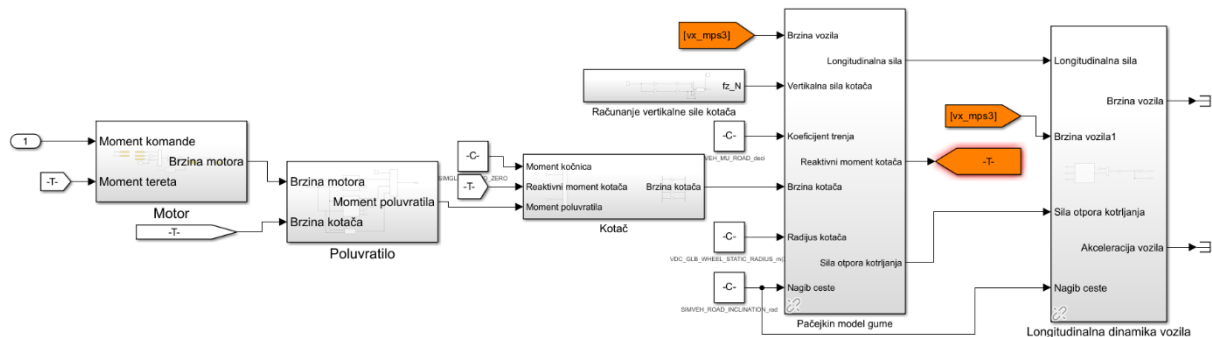 1
Moment komande
Moment tereta
Brzina motora
-T-
Motor
-T-
Brzina motora
Brzina kotača
Moment poluvratila
Poluvratilo
-C-
-T-
Moment kočnica
Reaktivni moment kotača
Moment poluvratila
Brzina kotača
Kotač
[vx_mps3]
fz_N
Računanje vertikalne sile kotača
-C-
-C-
VDC_GLB_WHEEL_STATIC_RADIUS_m
-C-
SIMVEH_ROAD_INCLINATION_rad
Brzina vozila
Longitudinalna sila
Vertikalna sila kotača
Koeficijent trenja
Reaktivni moment kotača
Brzina kotača
Radijus kotača
Sila otpora kotrljanja
Nagib ceste
Pačejkin model gume
[vx_mps3]
-T-
Longitudinalna sila
Brzina vozila
Brzina vozila1
Sila otpora kotrljanja
Akceleracija vozila
Nagib ceste
Longitudinalna dinamika vozila